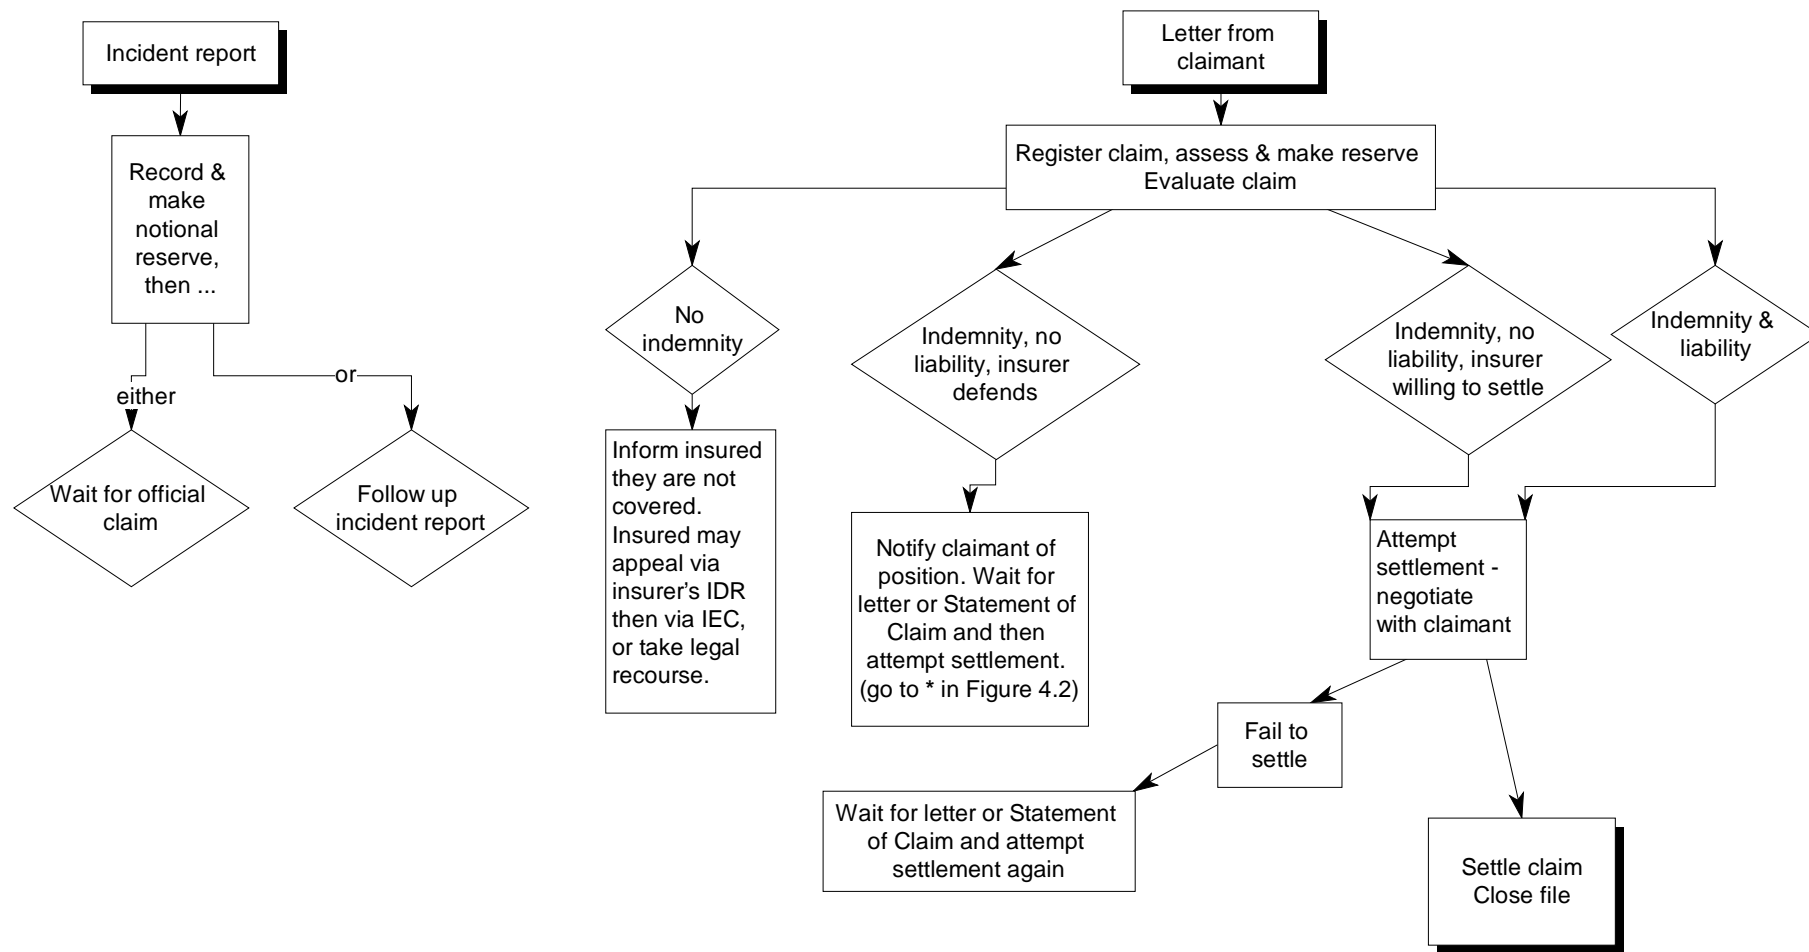 Incident report
Record &
make
notional
reserve,
then ...
either
or
Wait for official
claim
Follow up
incident report
Letter from
claimant
Register claim, assess & make reserve
Evaluate claim
No
indemnity
Indemnity, no
liability, insurer
defends
Indemnity, no
liability, insurer
willing to settle
Indemnity &
liability
Inform insured
they are not
covered.
Insured may
appeal via
insurer’s IDR
then via IEC,
or take legal
recourse.
Notify claimant of
position. Wait for
letter or Statement of
Claim and then
attempt settlement.
(go to * in Figure 4.2)
Attempt
settlement -
negotiate
with claimant
Fail to
settle
Wait for letter or Statement
of Claim and attempt
settlement again
Settle claim
Close file